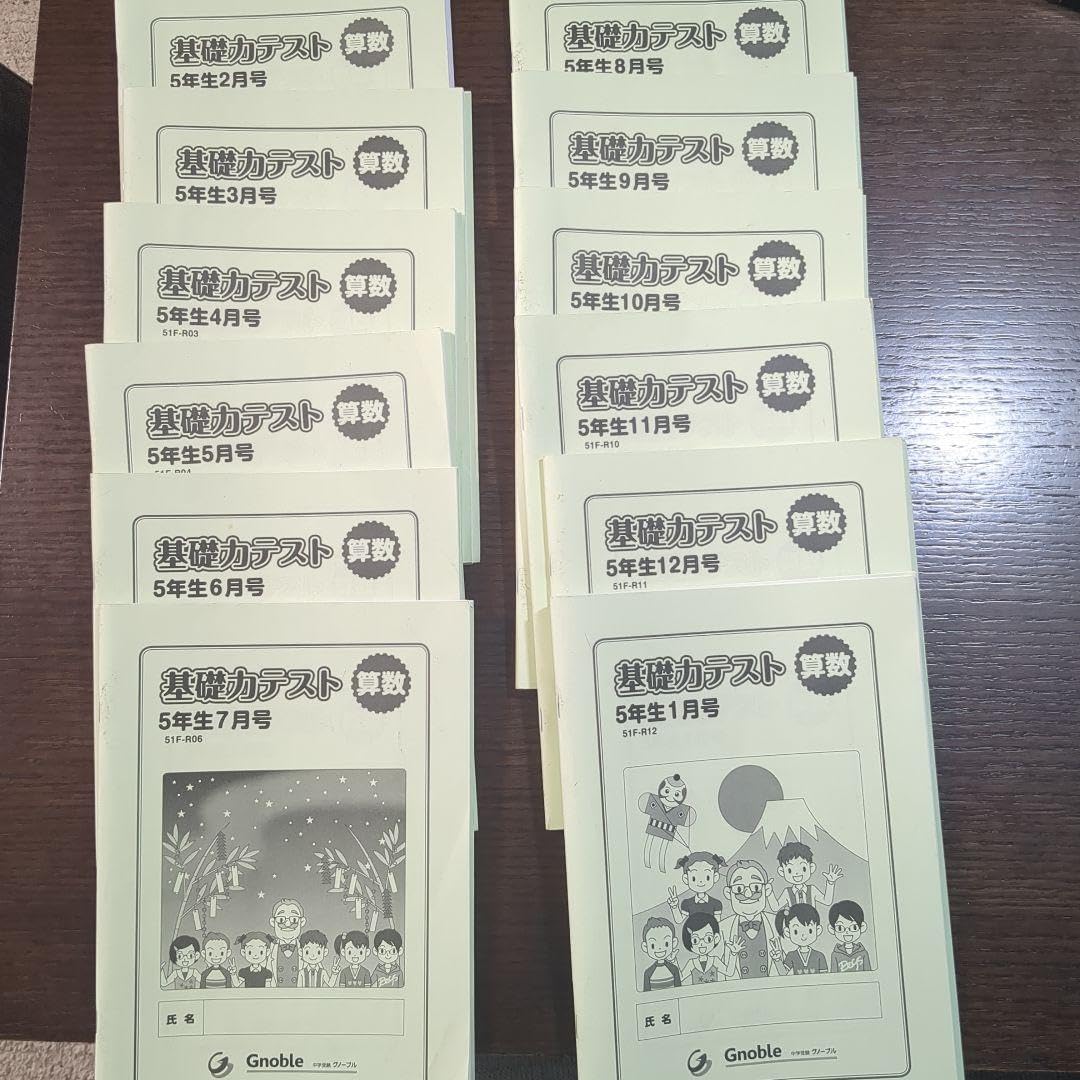 基礎力テスト 算数
5年生2月号
基礎力テスト 算数
5年生3月号
基礎力テスト 算数
5年生4月号
51F-R03
基礎力テスト 算数
5年生5月号
51F-R04
基礎力テスト 算数
5年生6月号
基礎力テスト 算数
5年生7月号
51F-R06
氏名
Gnoble 中学受験 グノーブル
基礎力テスト 算数
5年生8月号
基礎力テスト 算数
5年生9月号
基礎力テスト 算数
5年生10月号
基礎力テスト 算数
5年生11月号
51F-R10
基礎力テスト 算数
5年生12月号
51F-R11
基礎力テスト 算数
5年生1月号
51F-R12
氏名
Gnoble 中学受験 グノーブル